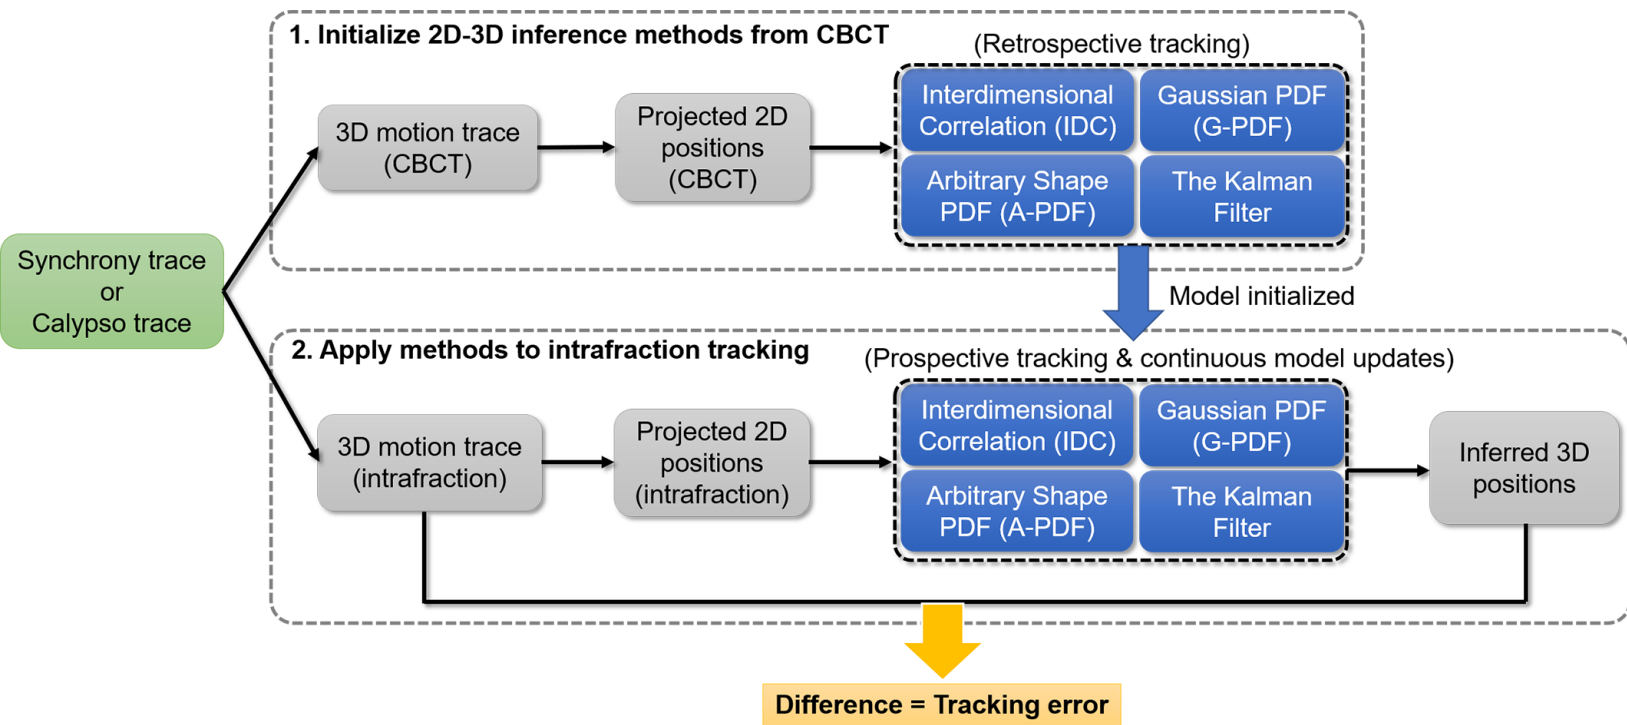 1. Initialize 2D-3D inference methods from CBCT
(Retrospective tracking)
3D motion trace
(CBCT)
Projected 2D
positions
(CBCT)
Interdimensional
Correlation (IDC)
Gaussian PDF
(G-PDF)
Arbitrary Shape
PDF (A-PDF)
The Kalman
Filter
Synchrony trace
or
Calypso trace
Model initialized
2. Apply methods to intrafraction tracking
(Prospective tracking & continuous model updates)
3D motion trace
(intrafraction)
Projected 2D
positions
(intrafraction)
Interdimensional
Correlation (IDC)
Gaussian PDF
(G-PDF)
Arbitrary Shape
PDF (A-PDF)
The Kalman
Filter
Inferred 3D
positions
Difference = Tracking error